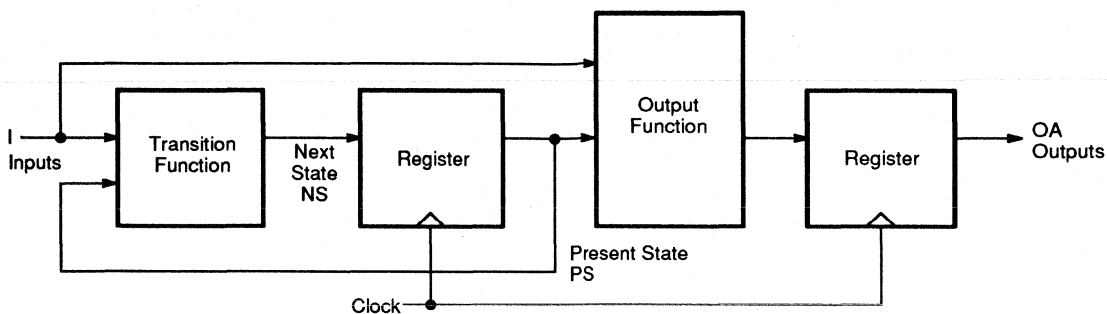 I
Inputs
Transition
Function
Next
State
NS
Register
Output
Function
Register
OA
Outputs
Present State
PS
Clock